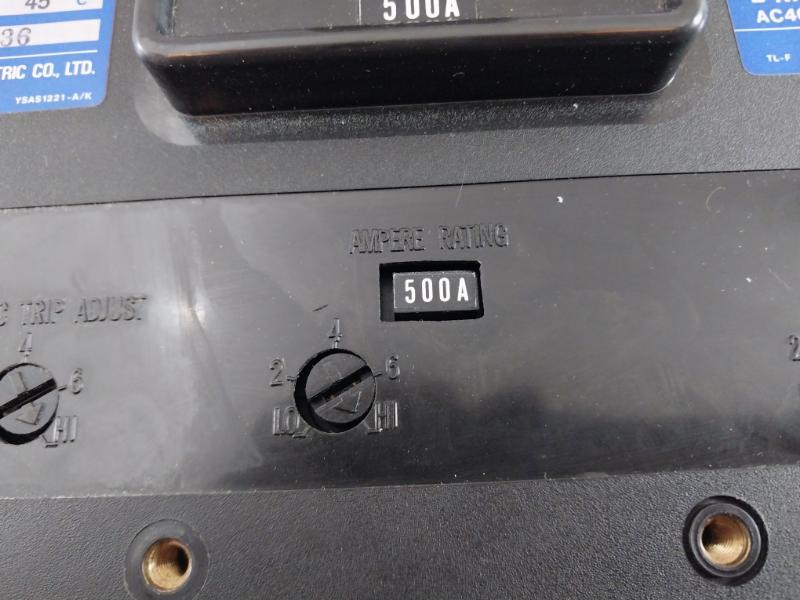 45 °C
500A
AC40
36
TRIC CO., LTD.
TL-F
YSAS1221-A/K
AMPERE RATING
500A
C TRIP ADJUST
4
6
HI
4
2
6
LO
HI
2